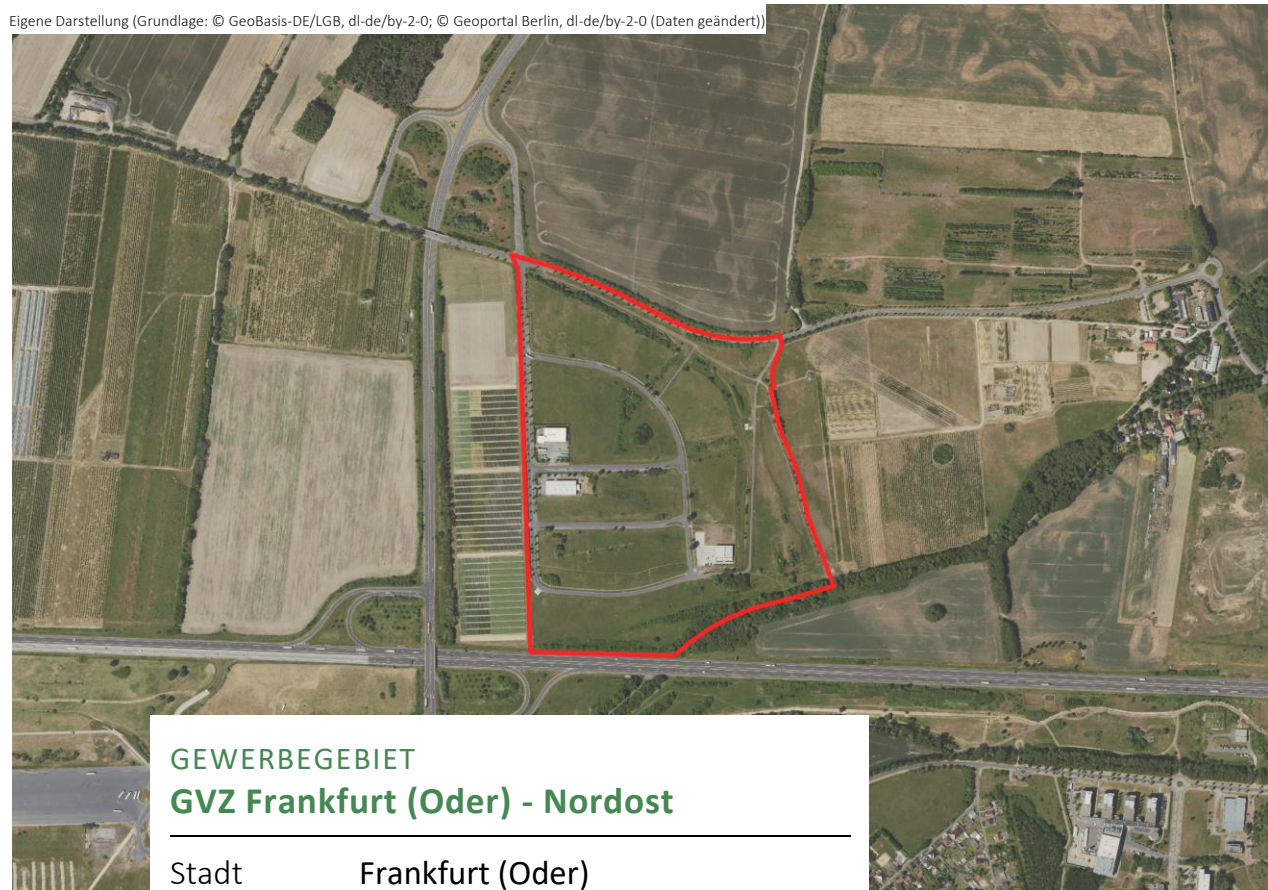 Eigene Darstellung (Grundlage: © GeoBasis-DE/LGB, dl-de/by-2-0; © Geoportal Berlin, dl-de/by-2-0 (Daten geändert))
GEWERBEGEBIET
GVZ Frankfurt (Oder) - Nordost
Stadt Frankfurt (Oder)